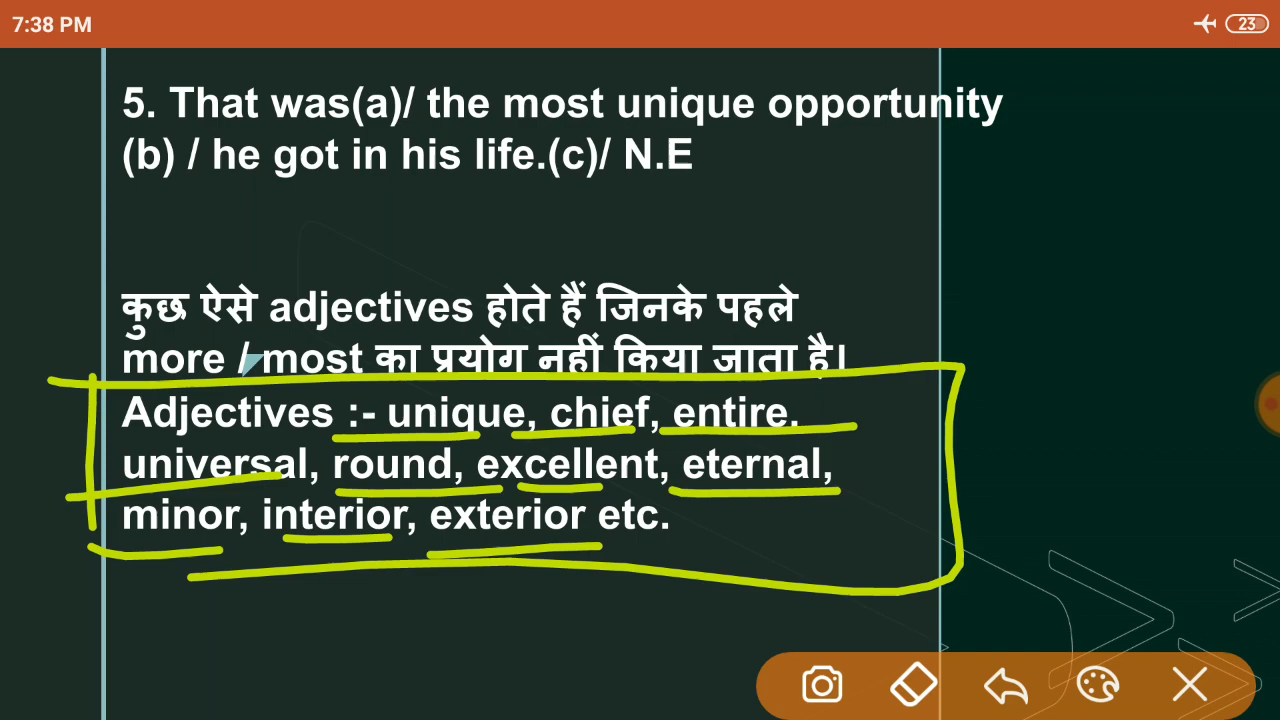 7:38 PM
23
5. That was(a)/ the most unique opportunity
(b) / he got in his life.(c)/ N.E
कुछ ऐसे adjectives होते हैं जिनके पहले
more / most का प्रयोग नहीं किया जाता है।
Adjectives :- unique, chief, entire.
universal, round, excellent, eternal,
minor, interior, exterior etc.